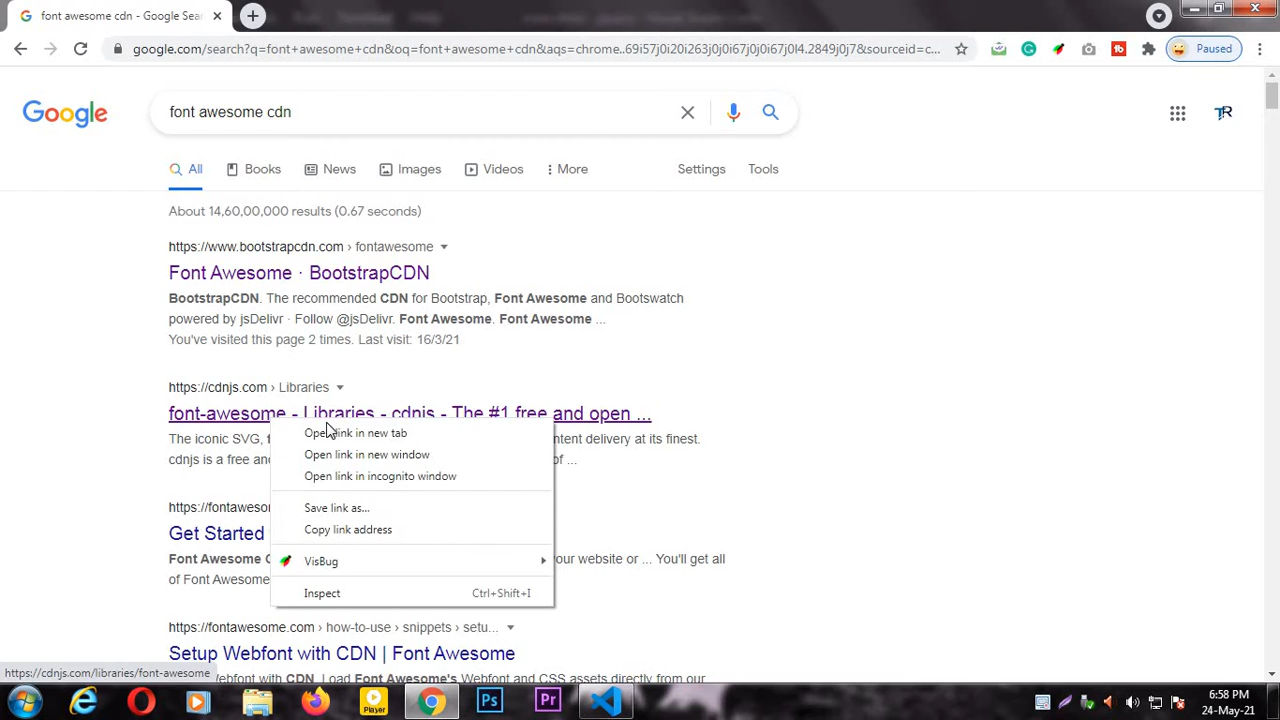 font awesome cdn - Google Sear
google.com/search?q=font+awesome+cdn&oq=font+awesome+cdn&aqs=chrome..69i57j0i20i263j0j0i67j0j0i67j0l4.2849j0j7&sourceid=c...
Paused
Google
font awesome cdn
TR
All
Books
News
Images
Videos
More
Settings
Tools
About 14,60,00,000 results (0.67 seconds)
https://www.bootstrapcdn.com › fontawesome
Font Awesome · BootstrapCDN
BootstrapCDN. The recommended CDN for Bootstrap, Font Awesome and Bootswatch
powered by jsDelivr · Follow @jsDelivr. Font Awesome. Font Awesome ...
You've visited this page 2 times. Last visit: 16/3/21
https://cdnjs.com › Libraries
font-awesome - Libraries - cdnjs - The #1 free and open ...
The iconic SVG, ntent delivery at its finest.
cdnjs is a free and of ...
Open link in new tab
Open link in new window
Open link in incognito window
Save link as...
Copy link address
VisBug
Inspect Ctrl+Shift+I
https://fontaweso
Get Started
Font Awesome your website or ... You'll get all
of Font Awesome
https://fontawesome.com › how-to-use › snippets › setu...
Setup Webfont with CDN | Font Awesome
Webfont with CDN. Load Font Awesome's Webfont and CSS assets directly from our
https://cdnjs.com/libraries/font-awesome
Player
Ps
Pr
6:58 PM
24-May-21